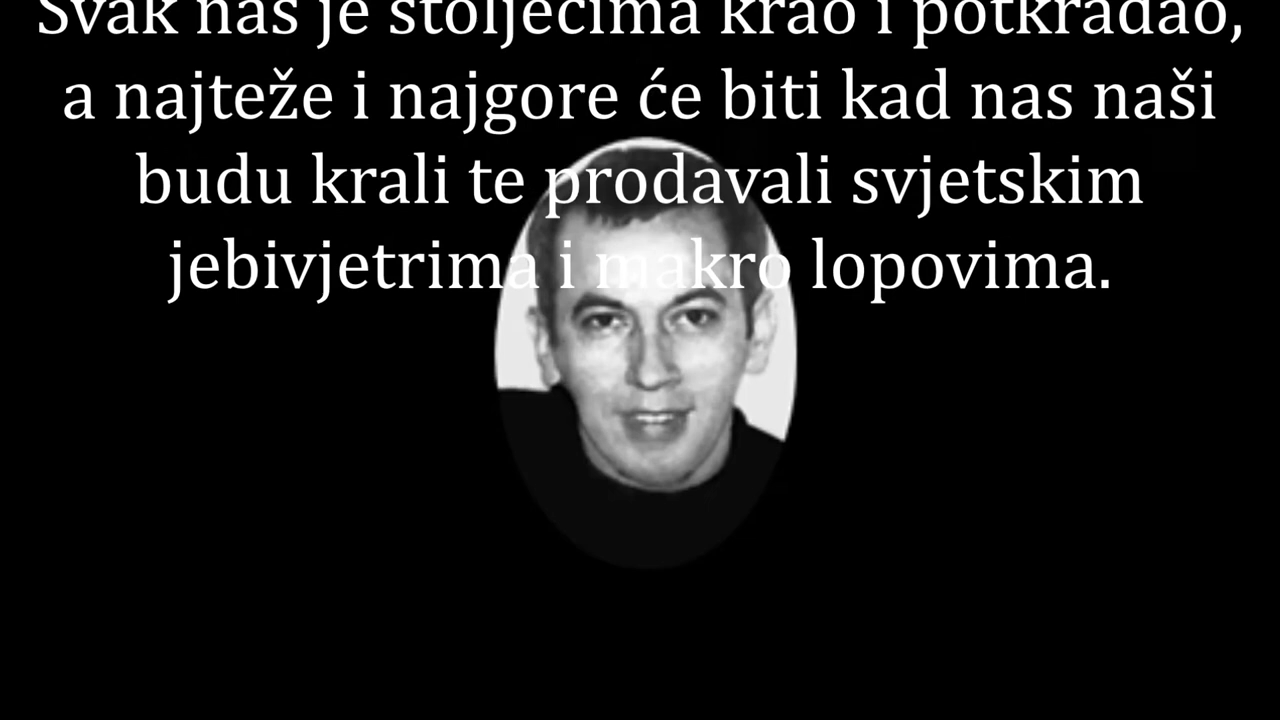 Svak nas je stoljećima krao i potkradao,
a najteže i najgore će biti kad nas naši
budu krali te prodavali svjetskim
jebivjetrima i makro lopovima.